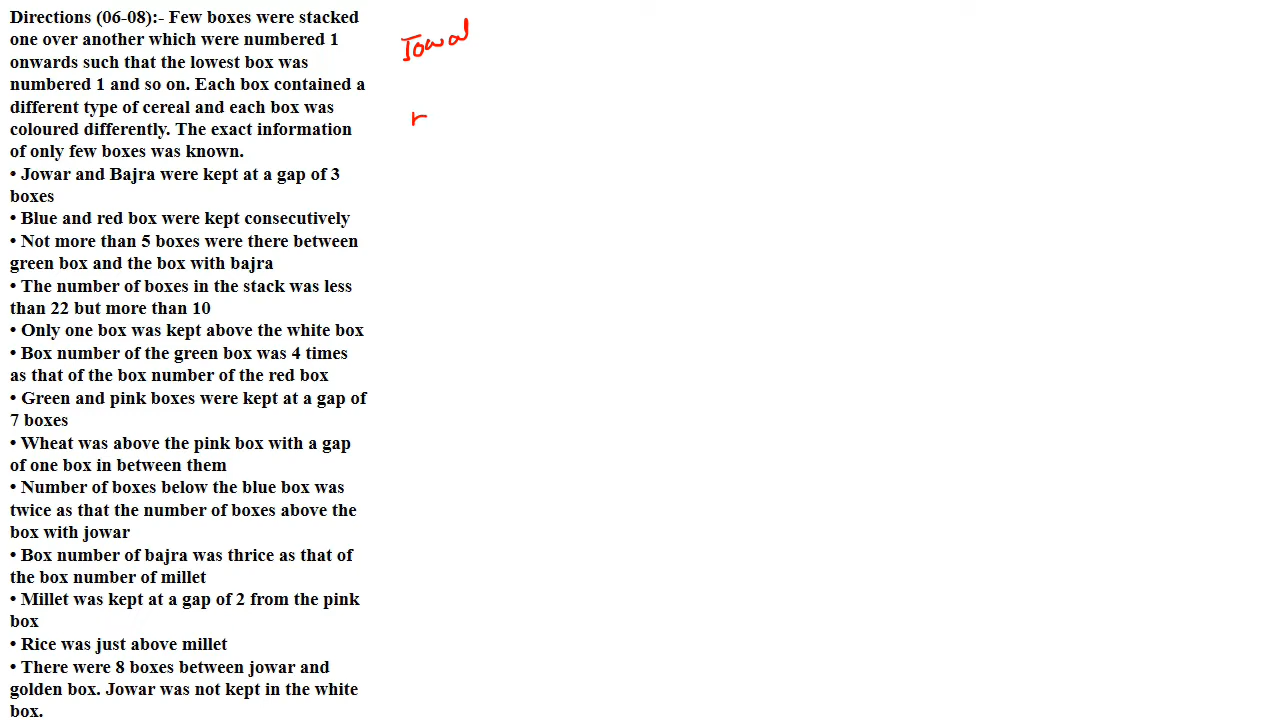 Directions (06-08):- Few boxes were stacked
one over another which were numbered 1
onwards such that the lowest box was
numbered 1 and so on. Each box contained a
different type of cereal and each box was
coloured differently. The exact information
of only few boxes was known.
• Jowar and Bajra were kept at a gap of 3
boxes
• Blue and red box were kept consecutively
• Not more than 5 boxes were there between
green box and the box with bajra
• The number of boxes in the stack was less
than 22 but more than 10
• Only one box was kept above the white box
• Box number of the green box was 4 times
as that of the box number of the red box
• Green and pink boxes were kept at a gap of
7 boxes
• Wheat was above the pink box with a gap
of one box in between them
• Number of boxes below the blue box was
twice as that the number of boxes above the
box with jowar
• Box number of bajra was thrice as that of
the box number of millet
• Millet was kept at a gap of 2 from the pink
box
• Rice was just above millet
• There were 8 boxes between jowar and
golden box. Jowar was not kept in the white
box.
Jowar